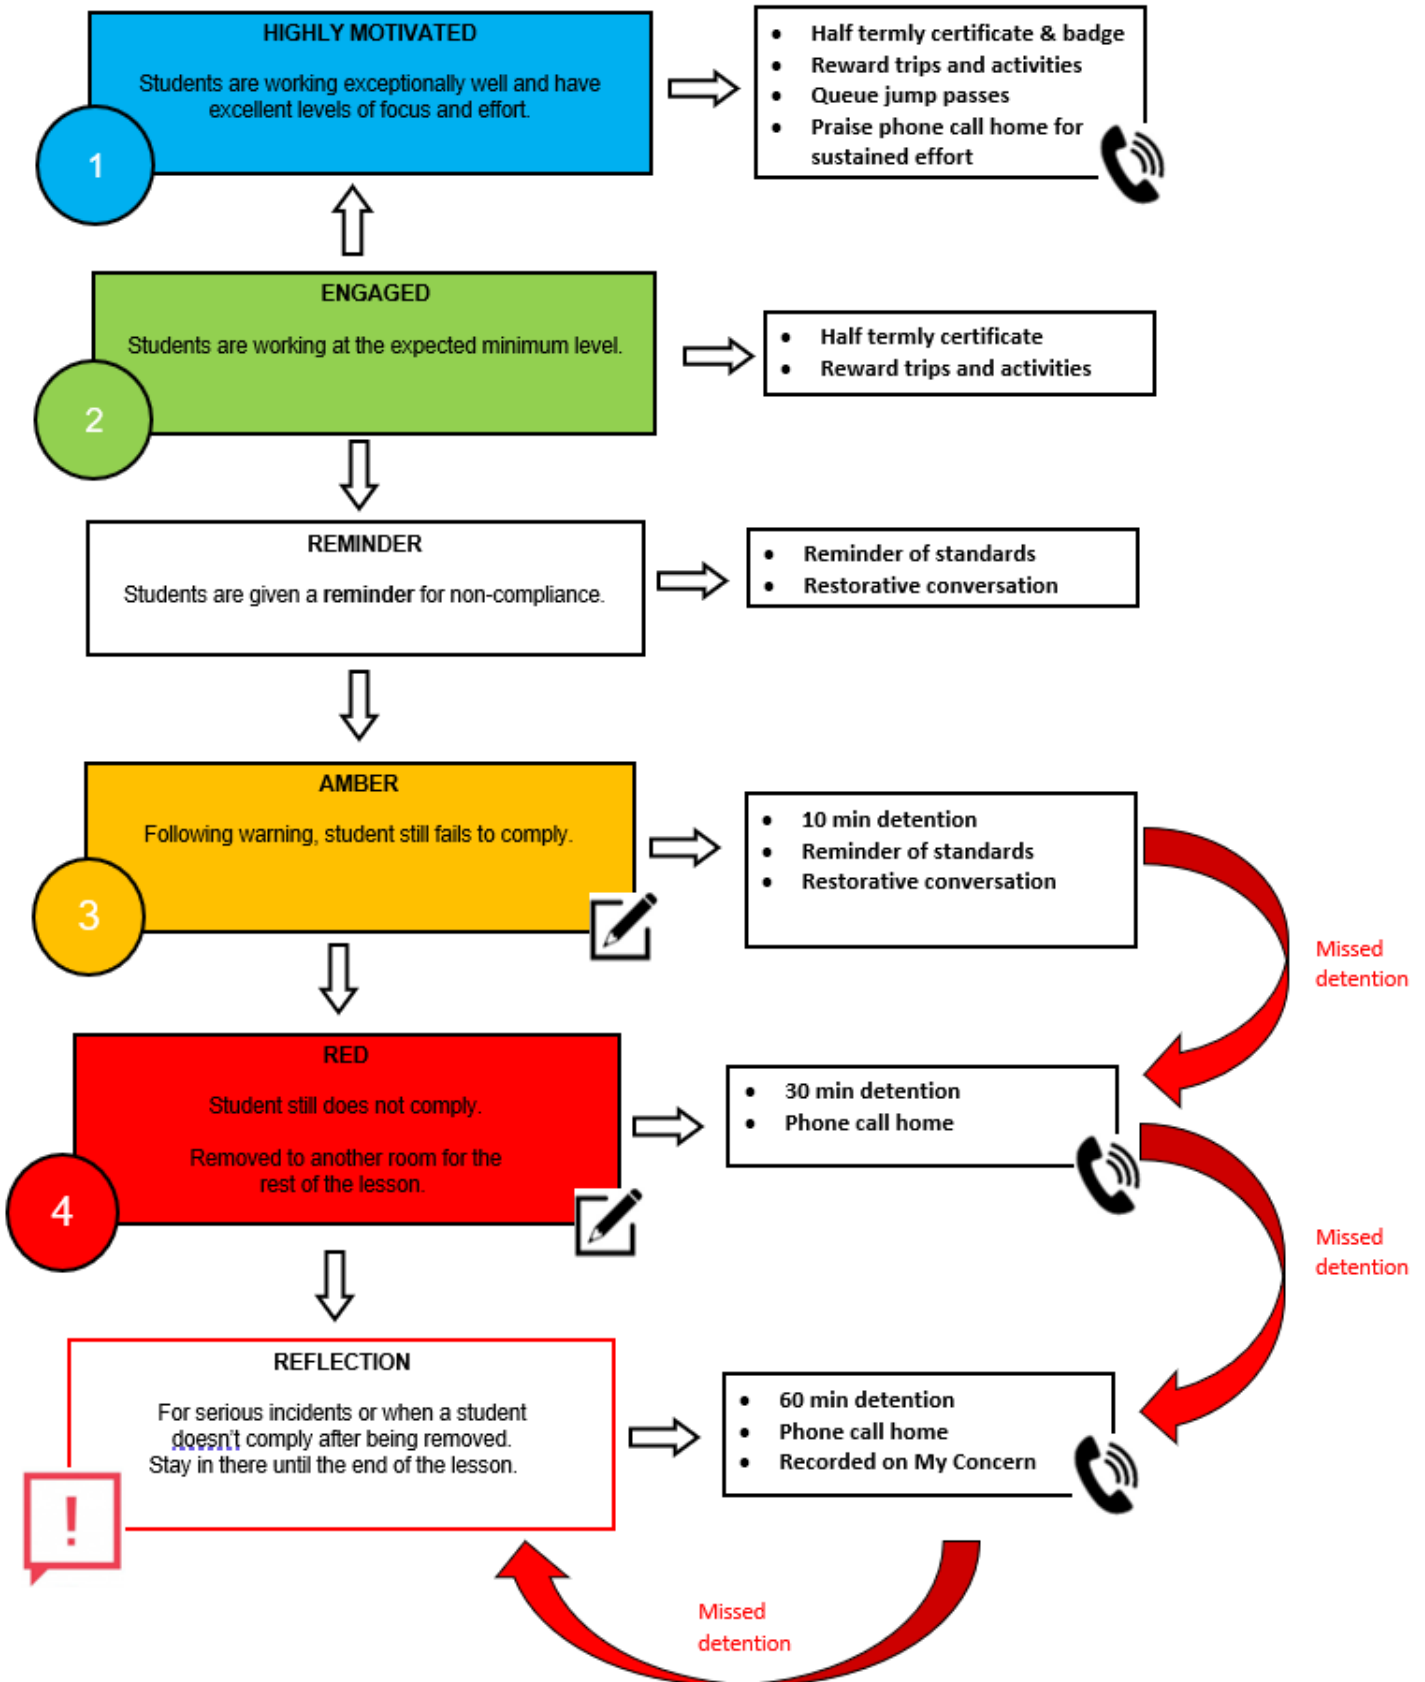 HIGHLY MOTIVATED
Students are working exceptionally well and have
excellent levels of focus and effort.
1
• Half termly certificate & badge
• Reward trips and activities
• Queue jump passes
• Praise phone call home for
sustained effort
ENGAGED
Students are working at the expected minimum level.
2
• Half termly certificate
• Reward trips and activities
REMINDER
Students are given a reminder for non-compliance.
• Reminder of standards
• Restorative conversation
AMBER
Following warning, student still fails to comply.
3
• 10 min detention
• Reminder of standards
• Restorative conversation
Missed
detention
RED
Student still does not comply.
Removed to another room for the
rest of the lesson.
4
• 30 min detention
• Phone call home
Missed
detention
REFLECTION
For serious incidents or when a student
doesn't comply after being removed.
Stay in there until the end of the lesson.
!
• 60 min detention
• Phone call home
• Recorded on My Concern
Missed
detention